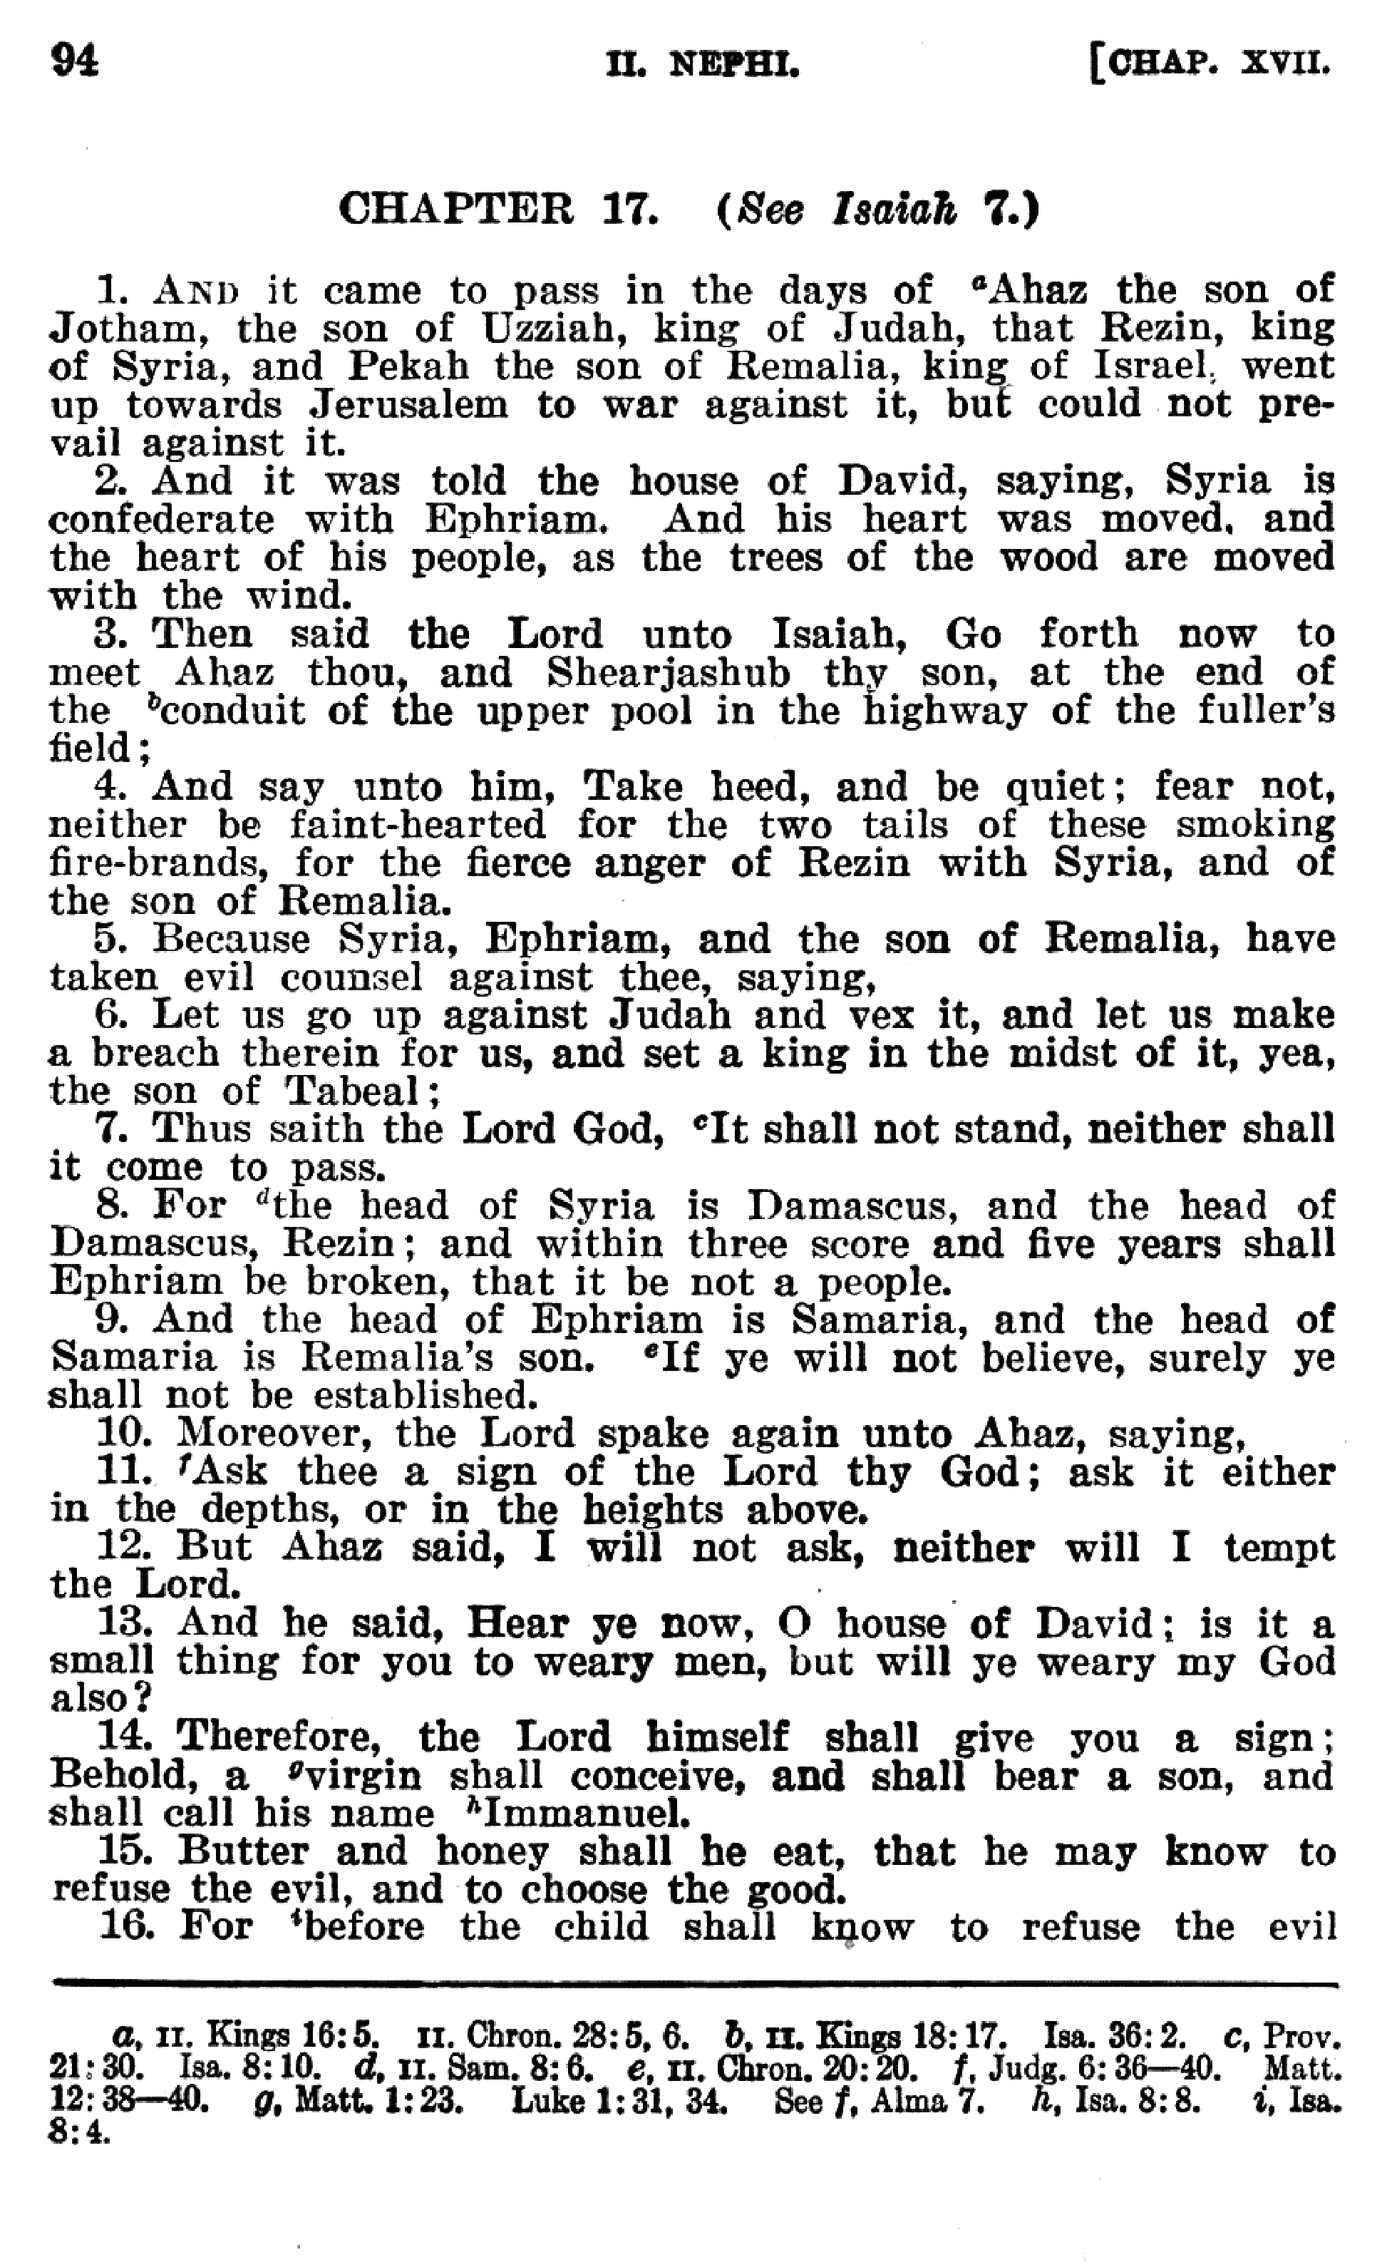 94 II. NEPHI. [CHAP. XVII.
CHAPTER 17. (See Isaiah 7.)
1. AND it came to pass in the days of ᵃAhaz the son of
Jotham, the son of Uzziah, king of Judah, that Rezin, king
of Syria, and Pekah the son of Remalia, king of Israel, went
up towards Jerusalem to war against it, but could not pre-
vail against it.
2. And it was told the house of David, saying, Syria is
confederate with Ephriam. And his heart was moved, and
the heart of his people, as the trees of the wood are moved
with the wind.
3. Then said the Lord unto Isaiah, Go forth now to
meet Ahaz thou, and Shearjashub thy son, at the end of
the ᵇconduit of the upper pool in the highway of the fuller's
field;
4. And say unto him, Take heed, and be quiet; fear not,
neither be faint-hearted for the two tails of these smoking
fire-brands, for the fierce anger of Rezin with Syria, and of
the son of Remalia.
5. Because Syria, Ephriam, and the son of Remalia, have
taken evil counsel against thee, saying,
6. Let us go up against Judah and vex it, and let us make
a breach therein for us, and set a king in the midst of it, yea,
the son of Tabeal;
7. Thus saith the Lord God, ᶜIt shall not stand, neither shall
it come to pass.
8. For ᵈthe head of Syria is Damascus, and the head of
Damascus, Rezin; and within three score and five years shall
Ephriam be broken, that it be not a people.
9. And the head of Ephriam is Samaria, and the head of
Samaria is Remalia's son. ᵉIf ye will not believe, surely ye
shall not be established.
10. Moreover, the Lord spake again unto Ahaz, saying,
11. ᶠAsk thee a sign of the Lord thy God; ask it either
in the depths, or in the heights above.
12. But Ahaz said, I will not ask, neither will I tempt
the Lord.
13. And he said, Hear ye now, O house of David; is it a
small thing for you to weary men, but will ye weary my God
also?
14. Therefore, the Lord himself shall give you a sign;
Behold, a ᵍvirgin shall conceive, and shall bear a son, and
shall call his name ʰImmanuel.
15. Butter and honey shall he eat, that he may know to
refuse the evil, and to choose the good.
16. For ⁱbefore the child shall know to refuse the evil
a, II. Kings 16:5. II. Chron. 28:5, 6. b, II. Kings 18:17. Isa. 36:2. c, Prov.
21:30. Isa. 8:10. d, II. Sam. 8:6. e, II. Chron. 20:20. f, Judg. 6:36—40. Matt.
12:38—40. g, Matt. 1:23. Luke 1:31, 34. See f, Alma 7. h, Isa. 8:8. i, Isa.
8:4.